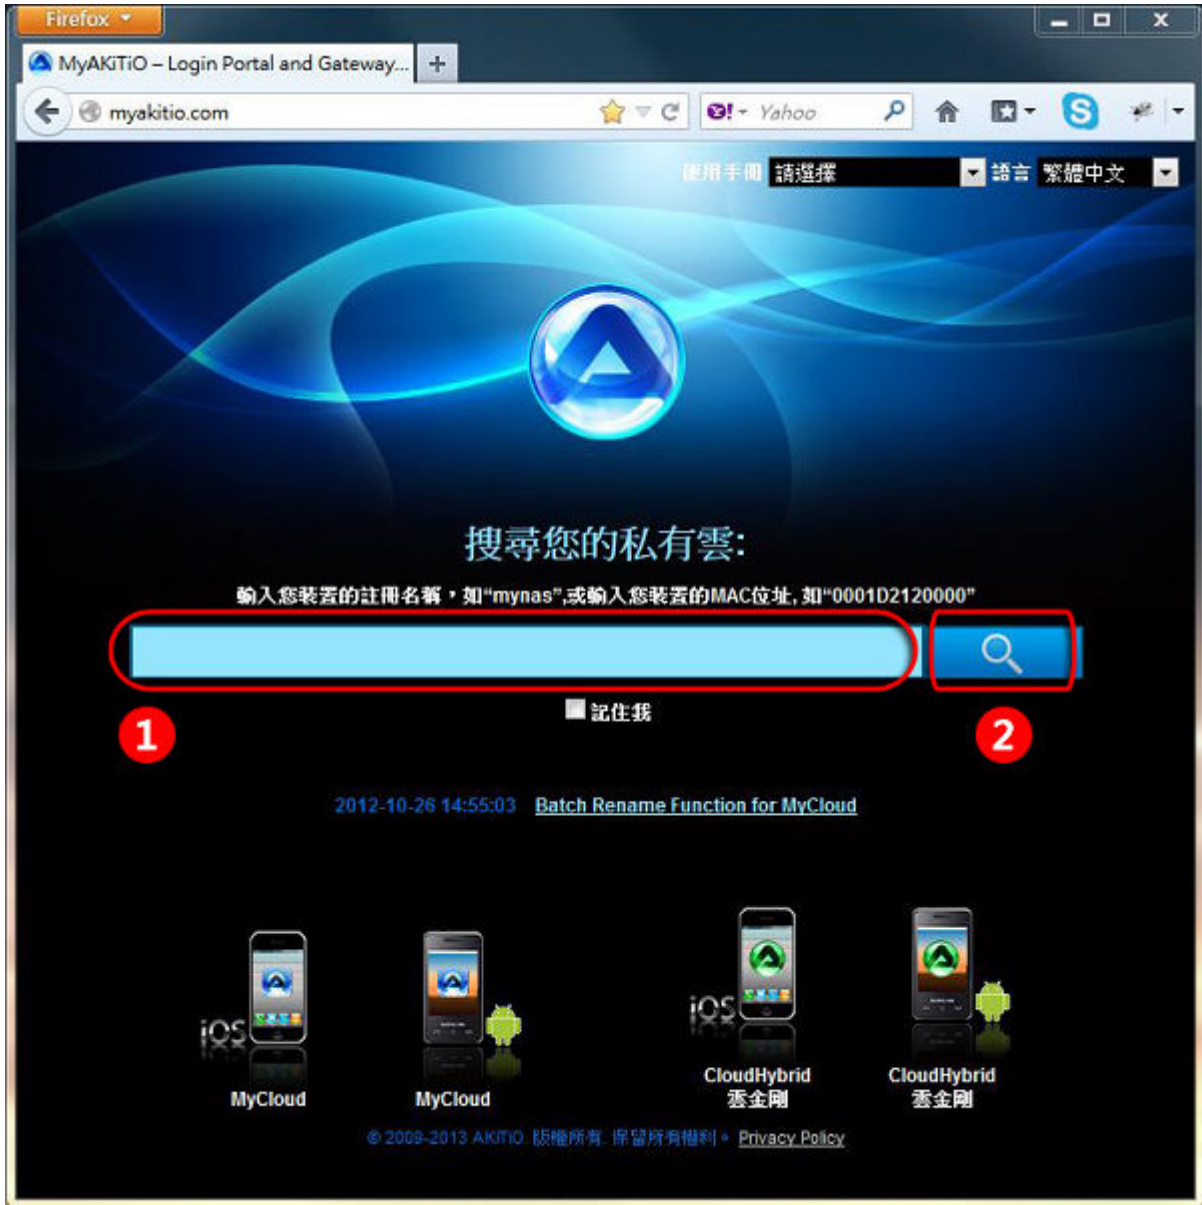 Firefox
MyAKiTiO – Login Portal and Gateway...
myakitio.com
Yahoo
使用手冊 請選擇 語言 繁體中文
搜尋您的私有雲:
輸入您裝置的註冊名稱，如“mynas”,或輸入您裝置的MAC位址, 如“0001D2120000”
記住我
1
2
2012-10-26 14:55:03 Batch Rename Function for MyCloud
iOS
iOS
MyCloud
MyCloud
CloudHybrid
雲金剛
CloudHybrid
雲金剛
© 2009-2013 AKiTiO. 版權所有. 保留所有權利。 Privacy Policy